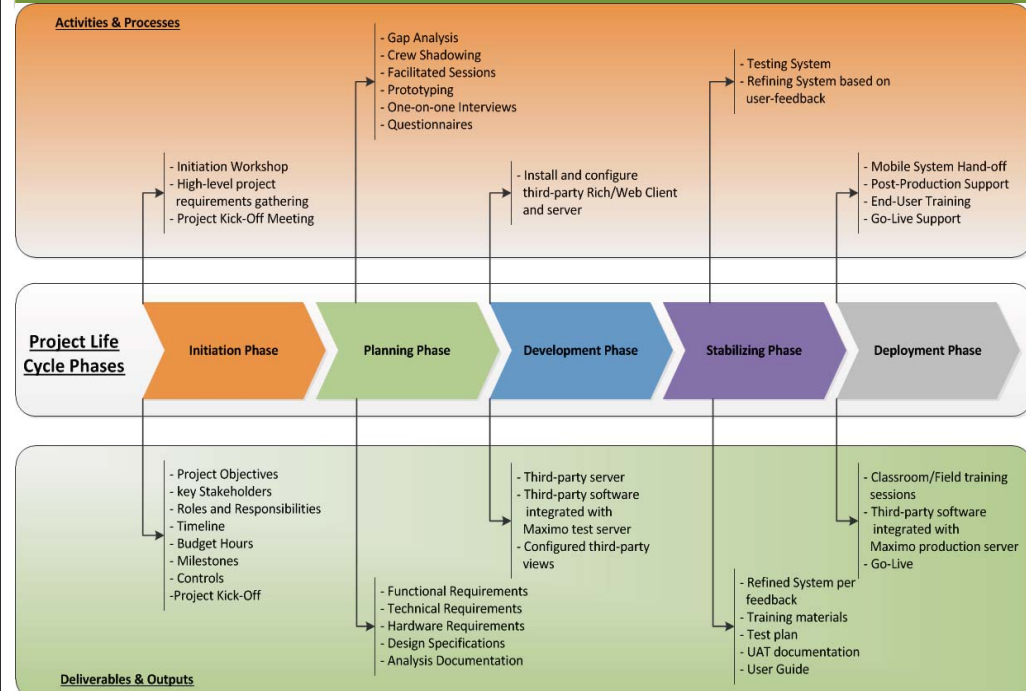 Activities & Processes
- Gap Analysis
- Crew Shadowing
- Facilitated Sessions
- Prototyping
- One-on-one Interviews
- Questionnaires
- Testing System
- Refining System based on
user-feedback
- Initiation Workshop
- High-level project
requirements gathering
- Project Kick-Off Meeting
- Install and configure
third-party Rich/Web Client
and server
- Mobile System Hand-off
- Post-Production Support
- End-User Training
- Go-Live Support
Project Life
Cycle Phases
Initiation Phase
Planning Phase
Development Phase
Stabilizing Phase
Deployment Phase
- Project Objectives
- key Stakeholders
- Roles and Responsibilities
- Timeline
- Budget Hours
- Milestones
- Controls
-Project Kick-Off
- Functional Requirements
- Technical Requirements
- Hardware Requirements
- Design Specifications
- Analysis Documentation
- Third-party server
- Third-party software
integrated with
Maximo test server
- Configured third-party
views
- Refined System per
feedback
- Training materials
- Test plan
- UAT documentation
- User Guide
- Classroom/Field training
sessions
- Third-party software
integrated with
Maximo production server
- Go-Live
Deliverables & Outputs